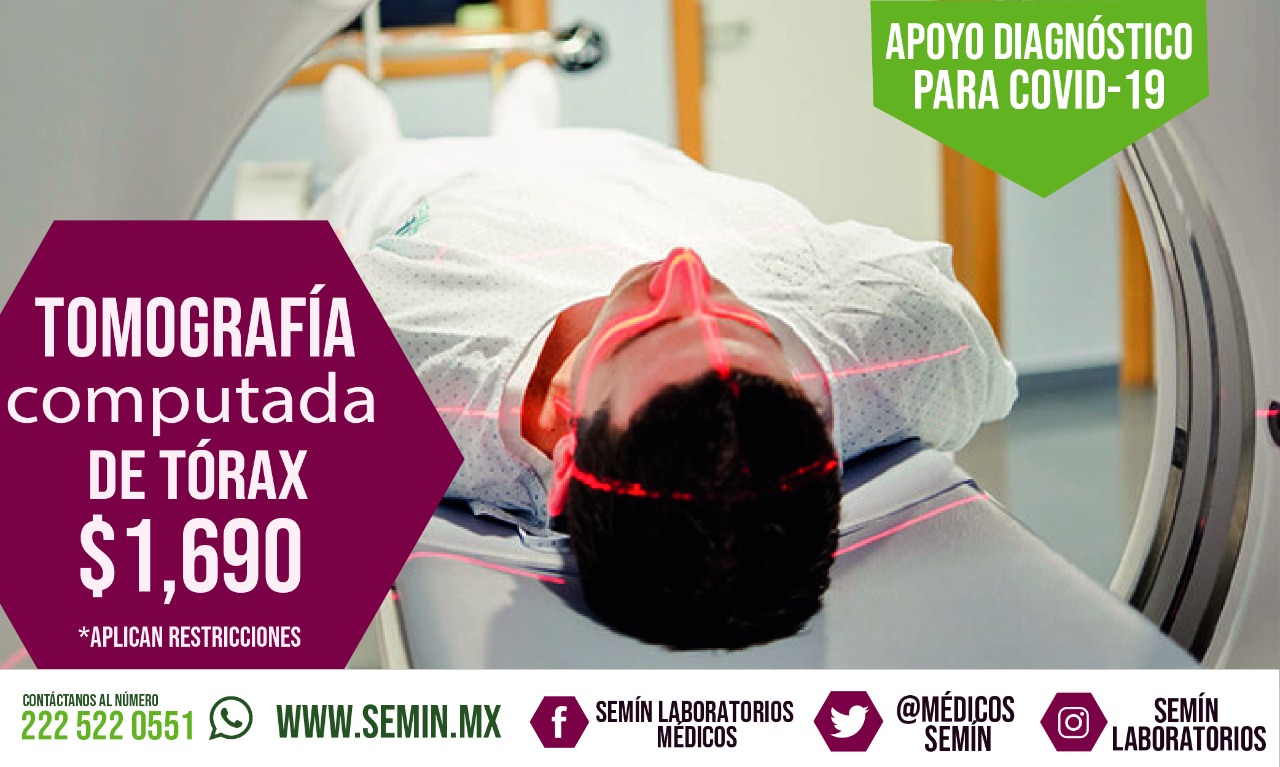 APOYO DIAGNÓSTICO
PARA COVID-19
TOMOGRAFÍA
computada
DE TÓRAX
$1,690
*APLICAN RESTRICCIONES
CONTÁCTANOS AL NÚMERO
222 522 0551
WWW.SEMIN.MX
SEMÍN LABORATORIOS
MÉDICOS
@MÉDICOS
SEMÍN
SEMÍN
LABORATORIOS